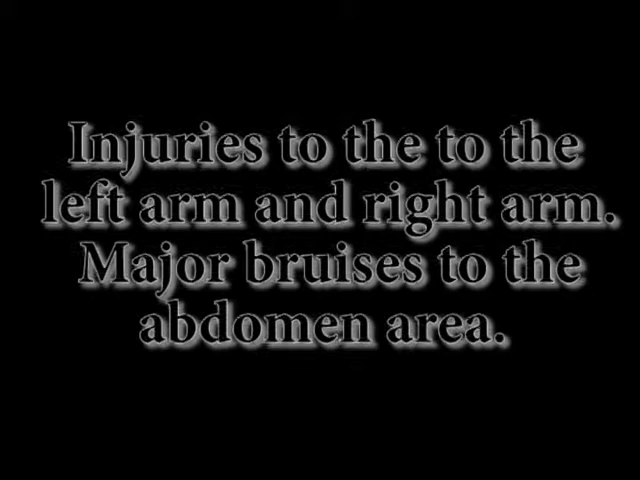 Injuries to the to the
left arm and right arm.
Major bruises to the
abdomen area.